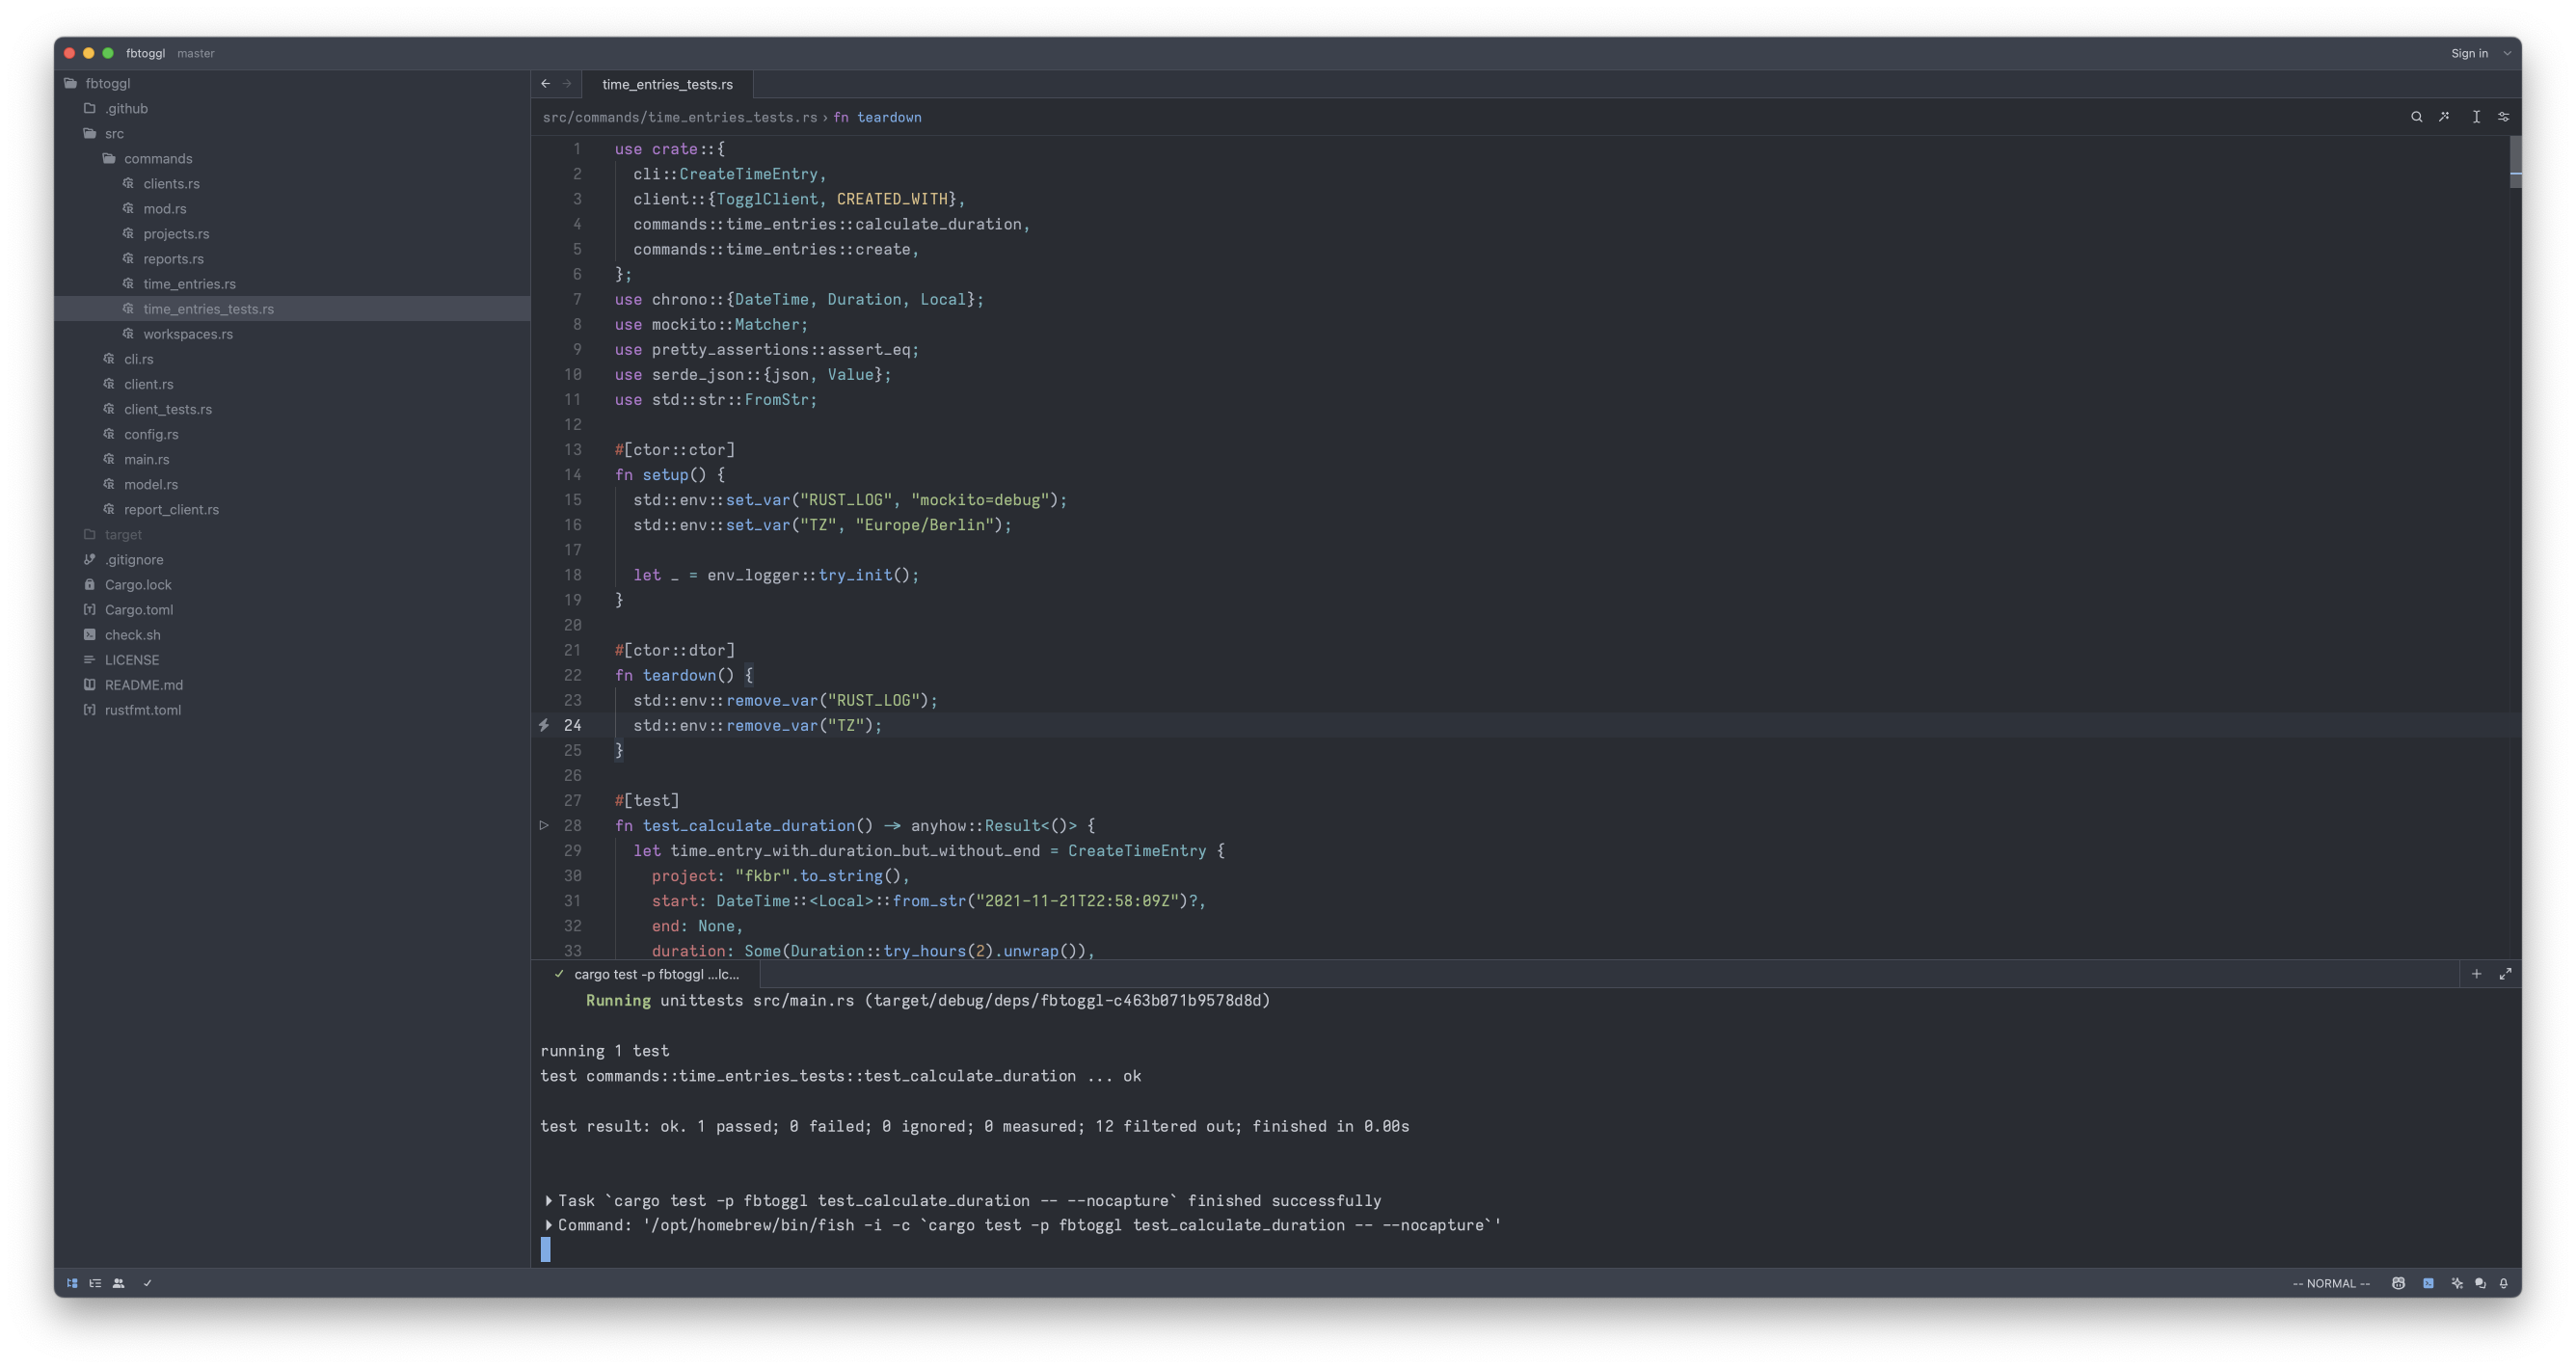 fbtoggl master Sign in
fbtoggl
.github
src
commands
clients.rs
mod.rs
projects.rs
reports.rs
time_entries.rs
time_entries_tests.rs
workspaces.rs
cli.rs
client.rs
client_tests.rs
config.rs
main.rs
model.rs
report_client.rs
target
.gitignore
Cargo.lock
Cargo.toml
check.sh
LICENSE
README.md
rustfmt.toml
time_entries_tests.rs
src/commands/time_entries_tests.rs › fn teardown
1 use crate::{
2 cli::CreateTimeEntry,
3 client::{TogglClient, CREATED_WITH},
4 commands::time_entries::calculate_duration,
5 commands::time_entries::create,
6 };
7 use chrono::{DateTime, Duration, Local};
8 use mockito::Matcher;
9 use pretty_assertions::assert_eq;
10 use serde_json::{json, Value};
11 use std::str::FromStr;
12
13 #[ctor::ctor]
14 fn setup() {
15 std::env::set_var("RUST_LOG", "mockito=debug");
16 std::env::set_var("TZ", "Europe/Berlin");
17
18 let _ = env_logger::try_init();
19 }
20
21 #[ctor::dtor]
22 fn teardown() {
23 std::env::remove_var("RUST_LOG");
24 std::env::remove_var("TZ");
25 }
26
27 #[test]
28 fn test_calculate_duration() -> anyhow::Result<()> {
29 let time_entry_with_duration_but_without_end = CreateTimeEntry {
30 project: "fkbr".to_string(),
31 start: DateTime::<Local>::from_str("2021-11-21T22:58:09Z")?,
32 end: None,
33 duration: Some(Duration::try_hours(2).unwrap()),
cargo test -p fbtoggl ...lc...
Running unittests src/main.rs (target/debug/deps/fbtoggl-c463b071b9578d8d)
running 1 test
test commands::time_entries_tests::test_calculate_duration ... ok
test result: ok. 1 passed; 0 failed; 0 ignored; 0 measured; 12 filtered out; finished in 0.00s
Task `cargo test -p fbtoggl test_calculate_duration -- --nocapture` finished successfully
Command: '/opt/homebrew/bin/fish -i -c `cargo test -p fbtoggl test_calculate_duration -- --nocapture`'
-- NORMAL --